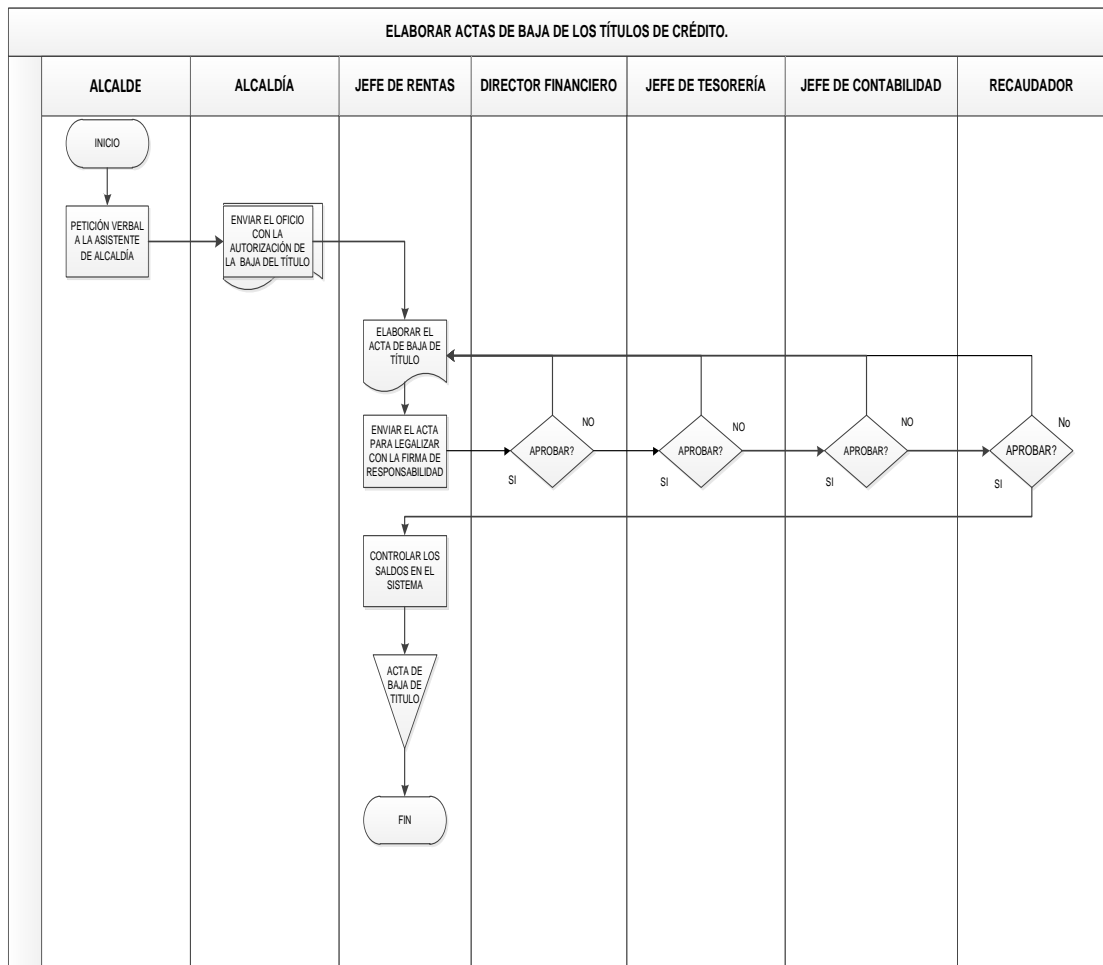 ELABORAR ACTAS DE BAJA DE LOS TÍTULOS DE CRÉDITO.
ALCALDE
ALCALDÍA
JEFE DE RENTAS
DIRECTOR FINANCIERO
JEFE DE TESORERÍA
JEFE DE CONTABILIDAD
RECAUDADOR
INICIO
PETICIÓN VERBAL
A LA ASISTENTE
DE ALCALDÍA
ENVIAR EL OFICIO
CON LA
AUTORIZACIÓN DE
LA BAJA DEL TÍTULO
ELABORAR EL
ACTA DE BAJA DE
TÍTULO
ENVIAR EL ACTA
PARA LEGALIZAR
CON LA FIRMA DE
RESPONSABILIDAD
APROBAR?
NO
SI
APROBAR?
NO
SI
APROBAR?
NO
SI
APROBAR?
No
SI
CONTROLAR LOS
SALDOS EN EL
SISTEMA
ACTA DE
BAJA DE
TITULO
FIN